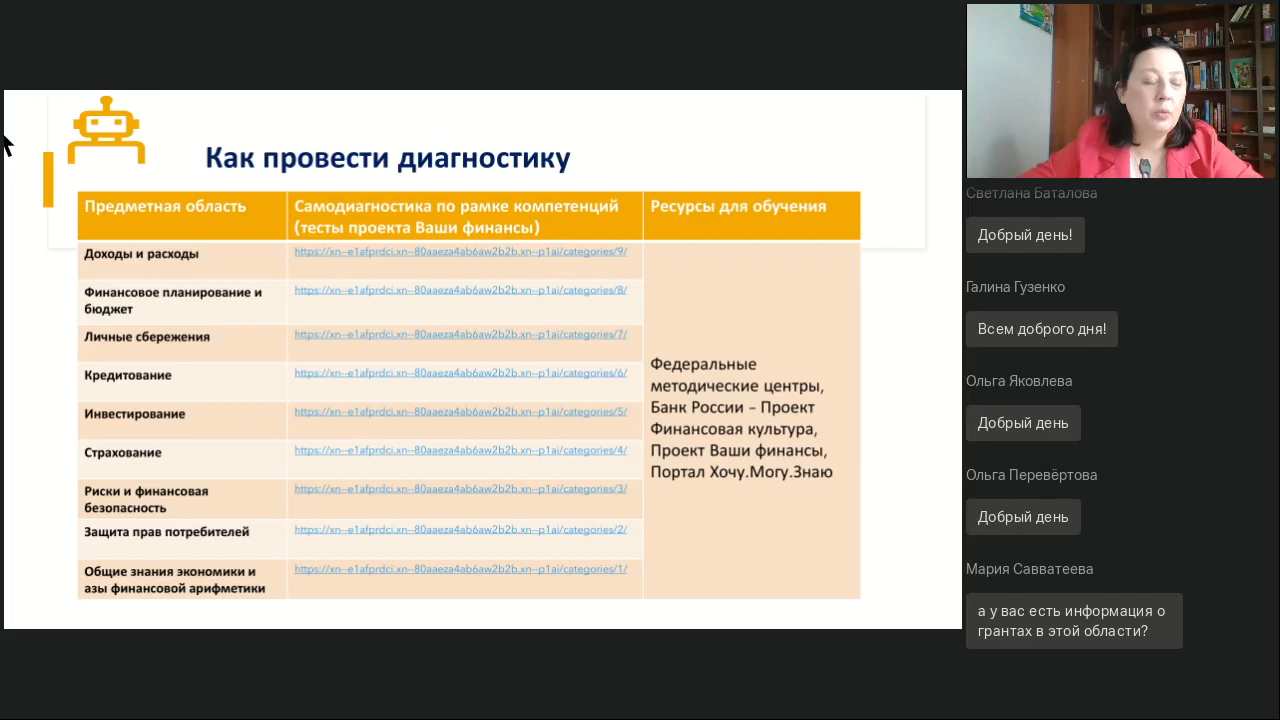 Как провести диагностику
Предметная область
Самодиагностика по рамке компетенций
(тесты проекта Ваши финансы)
Ресурсы для обучения
Доходы и расходы
https://xn--e1afprdci.xn--80aaeza4ab6aw2b2b.xn--p1ai/categories/9/
Финансовое планирование и
бюджет
https://xn--e1afprdci.xn--80aaeza4ab6aw2b2b.xn--p1ai/categories/8/
Личные сбережения
https://xn--e1afprdci.xn--80aaeza4ab6aw2b2b.xn--p1ai/categories/7/
Кредитование
https://xn--e1afprdci.xn--80aaeza4ab6aw2b2b.xn--p1ai/categories/6/
Инвестирование
https://xn--e1afprdci.xn--80aaeza4ab6aw2b2b.xn--p1ai/categories/5/
Страхование
https://xn--e1afprdci.xn--80aaeza4ab6aw2b2b.xn--p1ai/categories/4/
Риски и финансовая
безопасность
https://xn--e1afprdci.xn--80aaeza4ab6aw2b2b.xn--p1ai/categories/3/
Защита прав потребителей
https://xn--e1afprdci.xn--80aaeza4ab6aw2b2b.xn--p1ai/categories/2/
Общие знания экономики и
азы финансовой арифметики
https://xn--e1afprdci.xn--80aaeza4ab6aw2b2b.xn--p1ai/categories/1/
Федеральные
методические центры,
Банк России – Проект
Финансовая культура,
Проект Ваши финансы,
Портал Хочу.Могу.Знаю
Светлана Баталова
Добрый день!
Галина Гузенко
Всем доброго дня!
Ольга Яковлева
Добрый день
Ольга Перевёртова
Добрый день
Мария Савватеева
а у вас есть информация о
грантах в этой области?